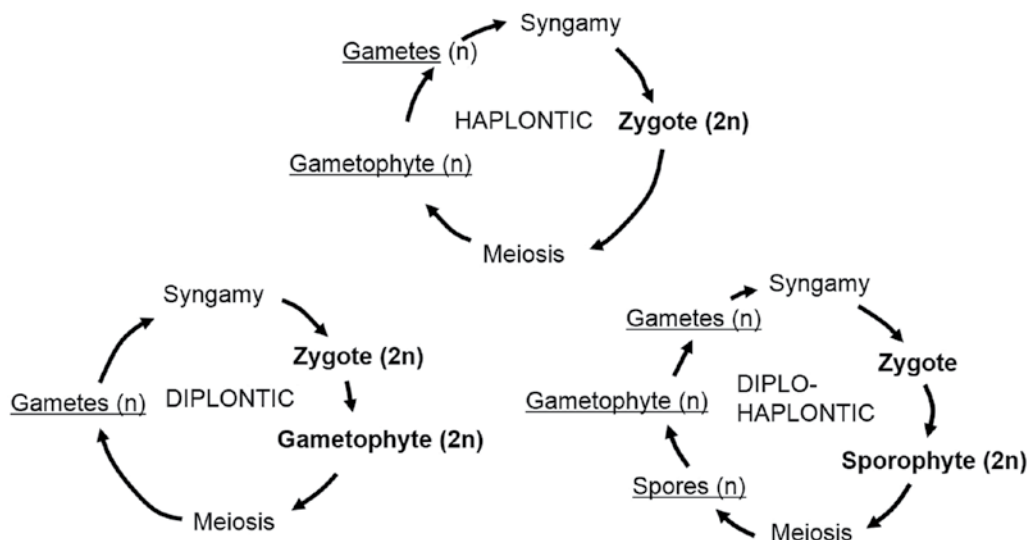 Syngamy
Gametes (n)
HAPLONTIC
Zygote (2n)
Gametophyte (n)
Meiosis
Syngamy
Zygote (2n)
Gametes (n)
DIPLONTIC
Gametophyte (2n)
Meiosis
Syngamy
Gametes (n)
Zygote
Gametophyte (n)
DIPLO-
HAPLONTIC
Sporophyte (2n)
Spores (n)
Meiosis